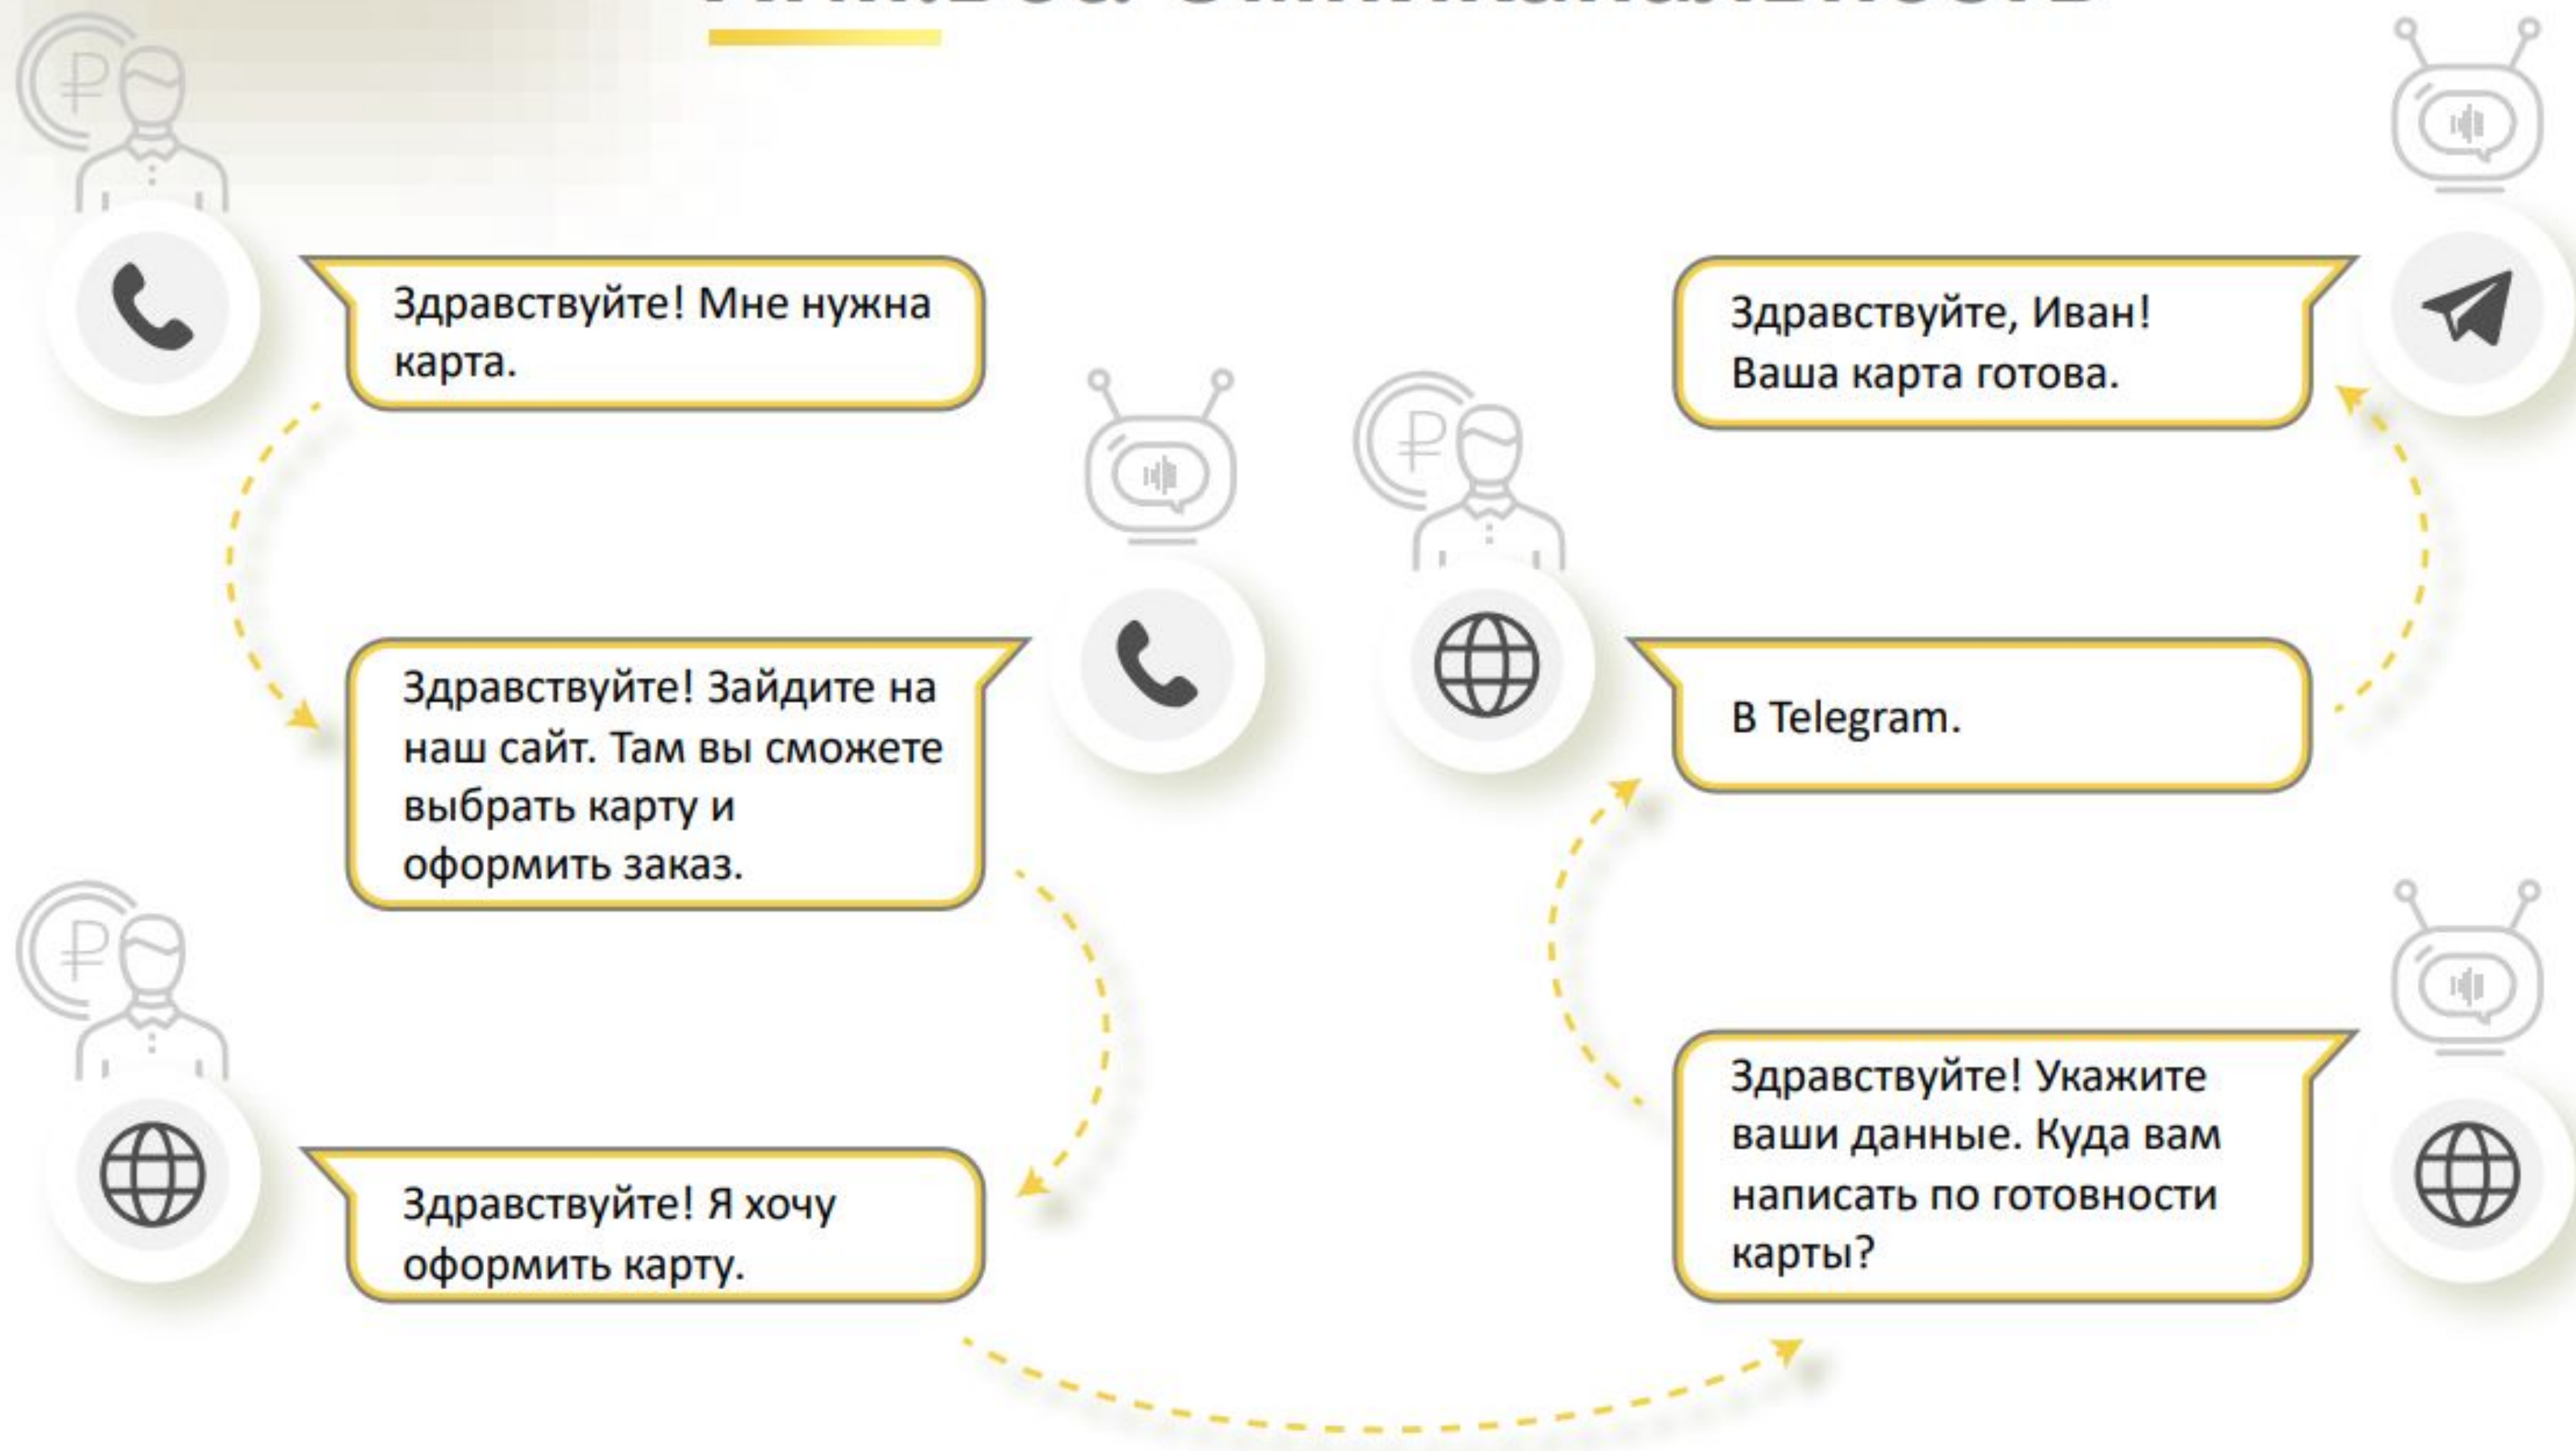 Омниканальность
Здравствуйте! Мне нужна
карта.
Здравствуйте! Зайдите на
наш сайт. Там вы сможете
выбрать карту и
оформить заказ.
Здравствуйте! Я хочу
оформить карту.
Здравствуйте! Укажите
ваши данные. Куда вам
написать по готовности
карты?
В Telegram.
Здравствуйте, Иван!
Ваша карта готова.